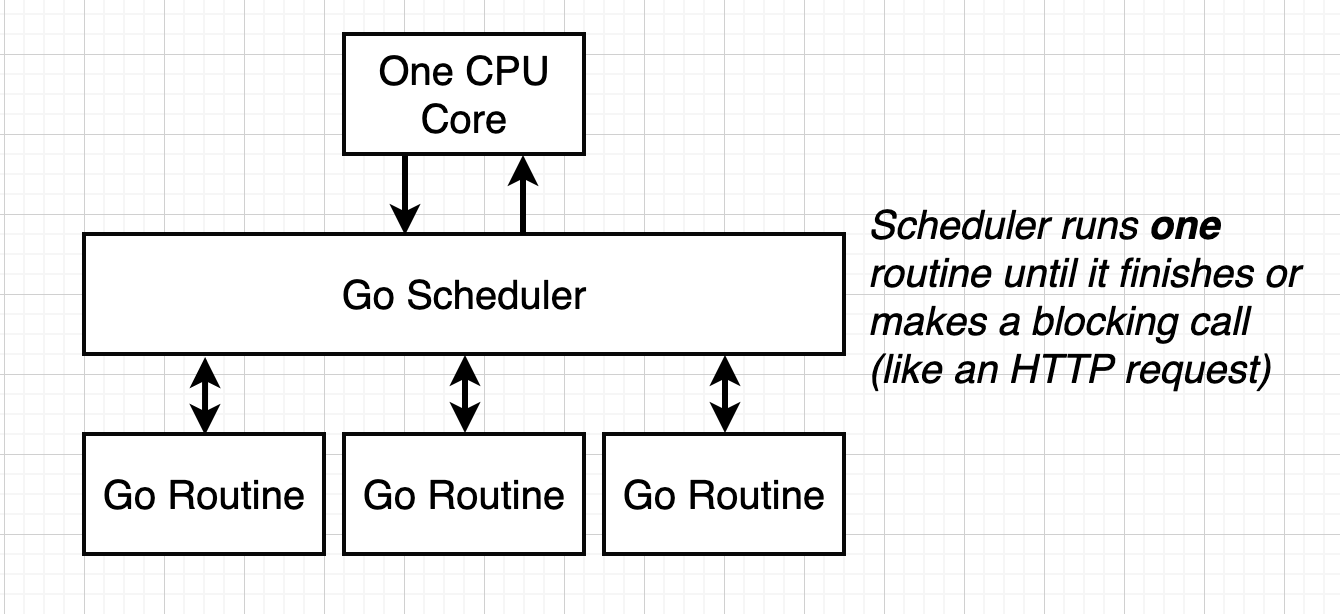 One CPU
Core
Go Scheduler
Scheduler runs one
routine until it finishes or
makes a blocking call
(like an HTTP request)
Go Routine
Go Routine
Go Routine